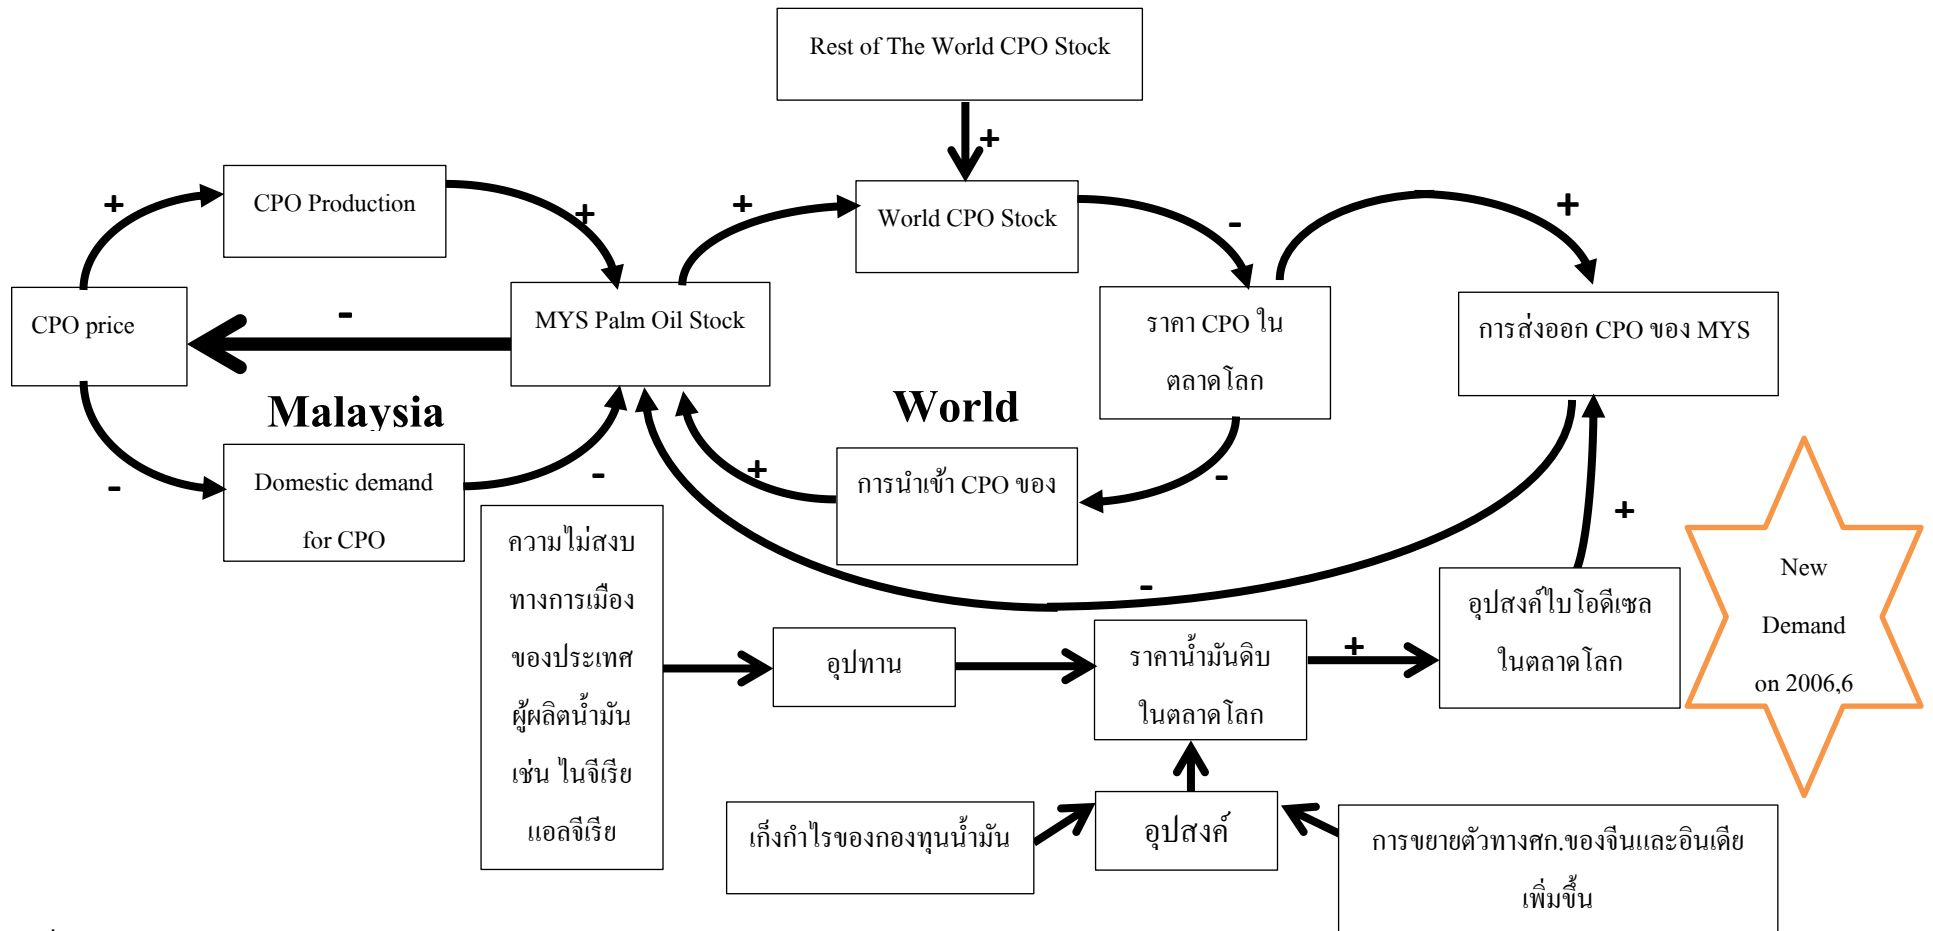 Rest of The World CPO Stock
+
+
CPO Production
+
+
World CPO Stock
-
+
CPO price
-
MYS Palm Oil Stock
ราคา CPO ใน
ตลาดโลก
การส่งออก CPO ของ MYS
Malaysia
World
-
Domestic demand
for CPO
-
+
การนำเข้า CPO ของ
-
+
-
ความไม่สงบ
ทางการเมือง
ของประเทศ
ผู้ผลิตน้ำมัน
เช่น ในจีเรีย
แอลจีเรีย
อุปทาน
ราคาน้ำมันดิบ
ในตลาดโลก
+
อุปสงค์ไบโอดีเซล
ในตลาดโลก
New
Demand
on 2006,6
เก็งกำไรของกองทุนน้ำมัน
อุปสงค์
การขยายตัวทางศก.ของจีนและอินเดีย
เพิ่มขึ้น